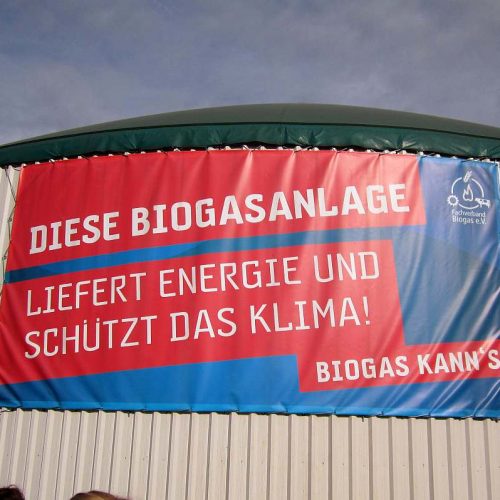 DIESE BIOGASANLAGE
LIEFERT ENERGIE UND
SCHÜTZT DAS KLIMA!
BIOGAS KANN'S
Fachverband
Biogas e.V.